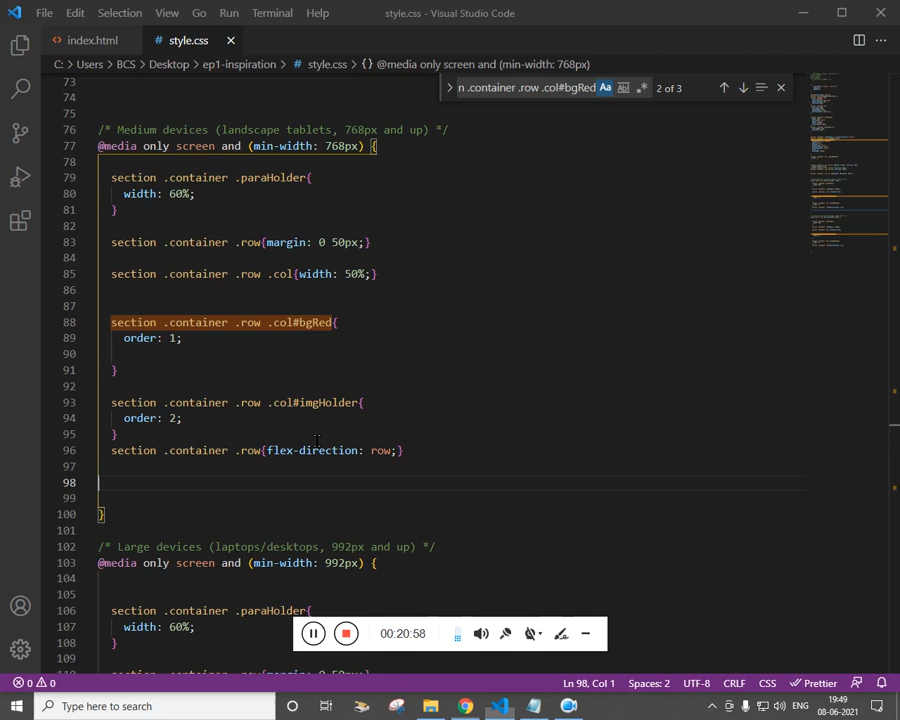 File Edit Selection View Go Run Terminal Help style.css - Visual Studio Code
index.html style.css
C: > Users > BCS > Desktop > ep1-inspiration > style.css > {} @media only screen and (min-width: 768px)
n .container .row .col#bgRed Aa Ab .* 2 of 3
73
74
75
76 /* Medium devices (landscape tablets, 768px and up) */
77 @media only screen and (min-width: 768px) {
78
79 section .container .paraHolder{
80 width: 60%;
81 }
82
83 section .container .row{margin: 0 50px;}
84
85 section .container .row .col{width: 50%;}
86
87
88 section .container .row .col#bgRed{
89 order: 1;
90
91 }
92
93 section .container .row .col#imgHolder{
94 order: 2;
95 }
96 section .container .row{flex-direction: row;}
97
98
99
100 }
101
102 /* Large devices (laptops/desktops, 992px and up) */
103 @media only screen and (min-width: 992px) {
104
105
106 section .container .paraHolder{
107 width: 60%;
108 }
109
00:20:58
0 0 Ln 98, Col 1 Spaces: 2 UTF-8 CRLF CSS Prettier
Type here to search ENG 19:49
08-06-2021